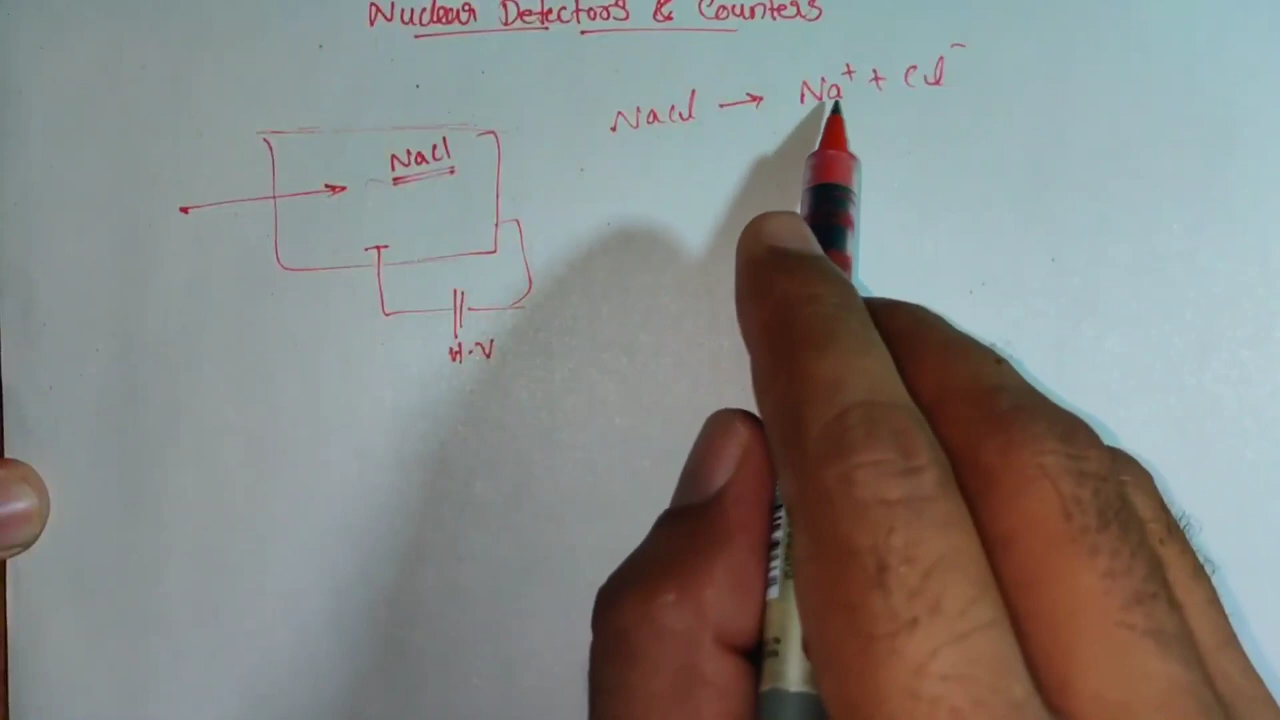 Nuclear Detectors & Counters
NaCl → Na⁺ + Cl⁻
NaCl
H.V